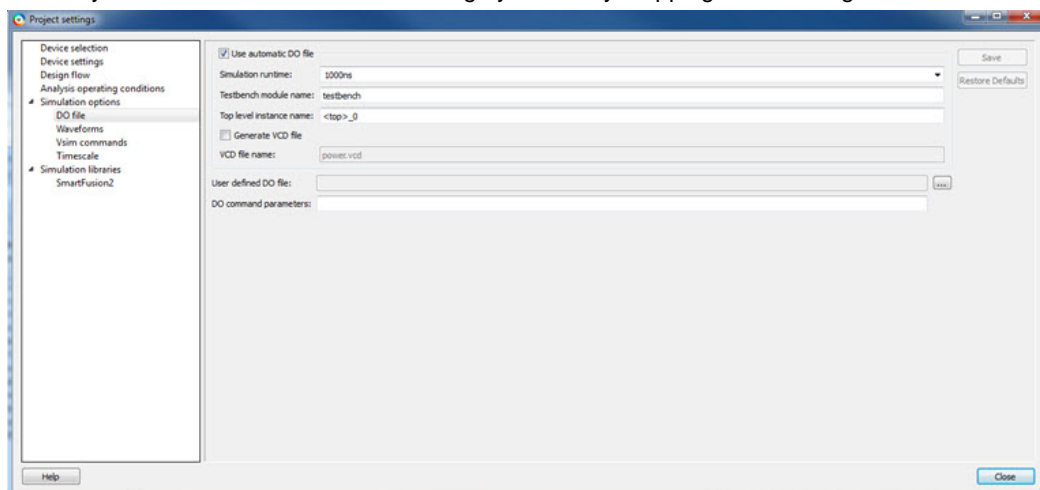 Project settings
Device selection
Device settings
Design flow
Analysis operating conditions
Simulation options
DO file
Waveforms
Vsim commands
Timescale
Simulation libraries
SmartFusion2
Use automatic DO file
Simulation runtime: 1000ns
Testbench module name: testbench
Top level instance name: <top>_0
Generate VCD file
VCD file name: power.vcd
User defined DO file: ...
DO command parameters:
Save
Restore Defaults
Help
Close